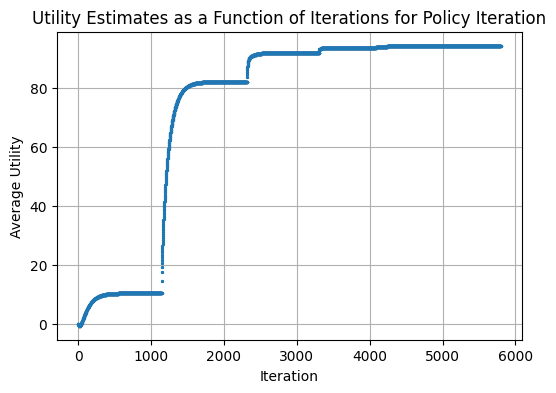 Utility Estimates as a Function of Iterations for Policy Iteration
Average Utility
80
60
40
20
0
0 1000 2000 3000 4000 5000 6000
Iteration